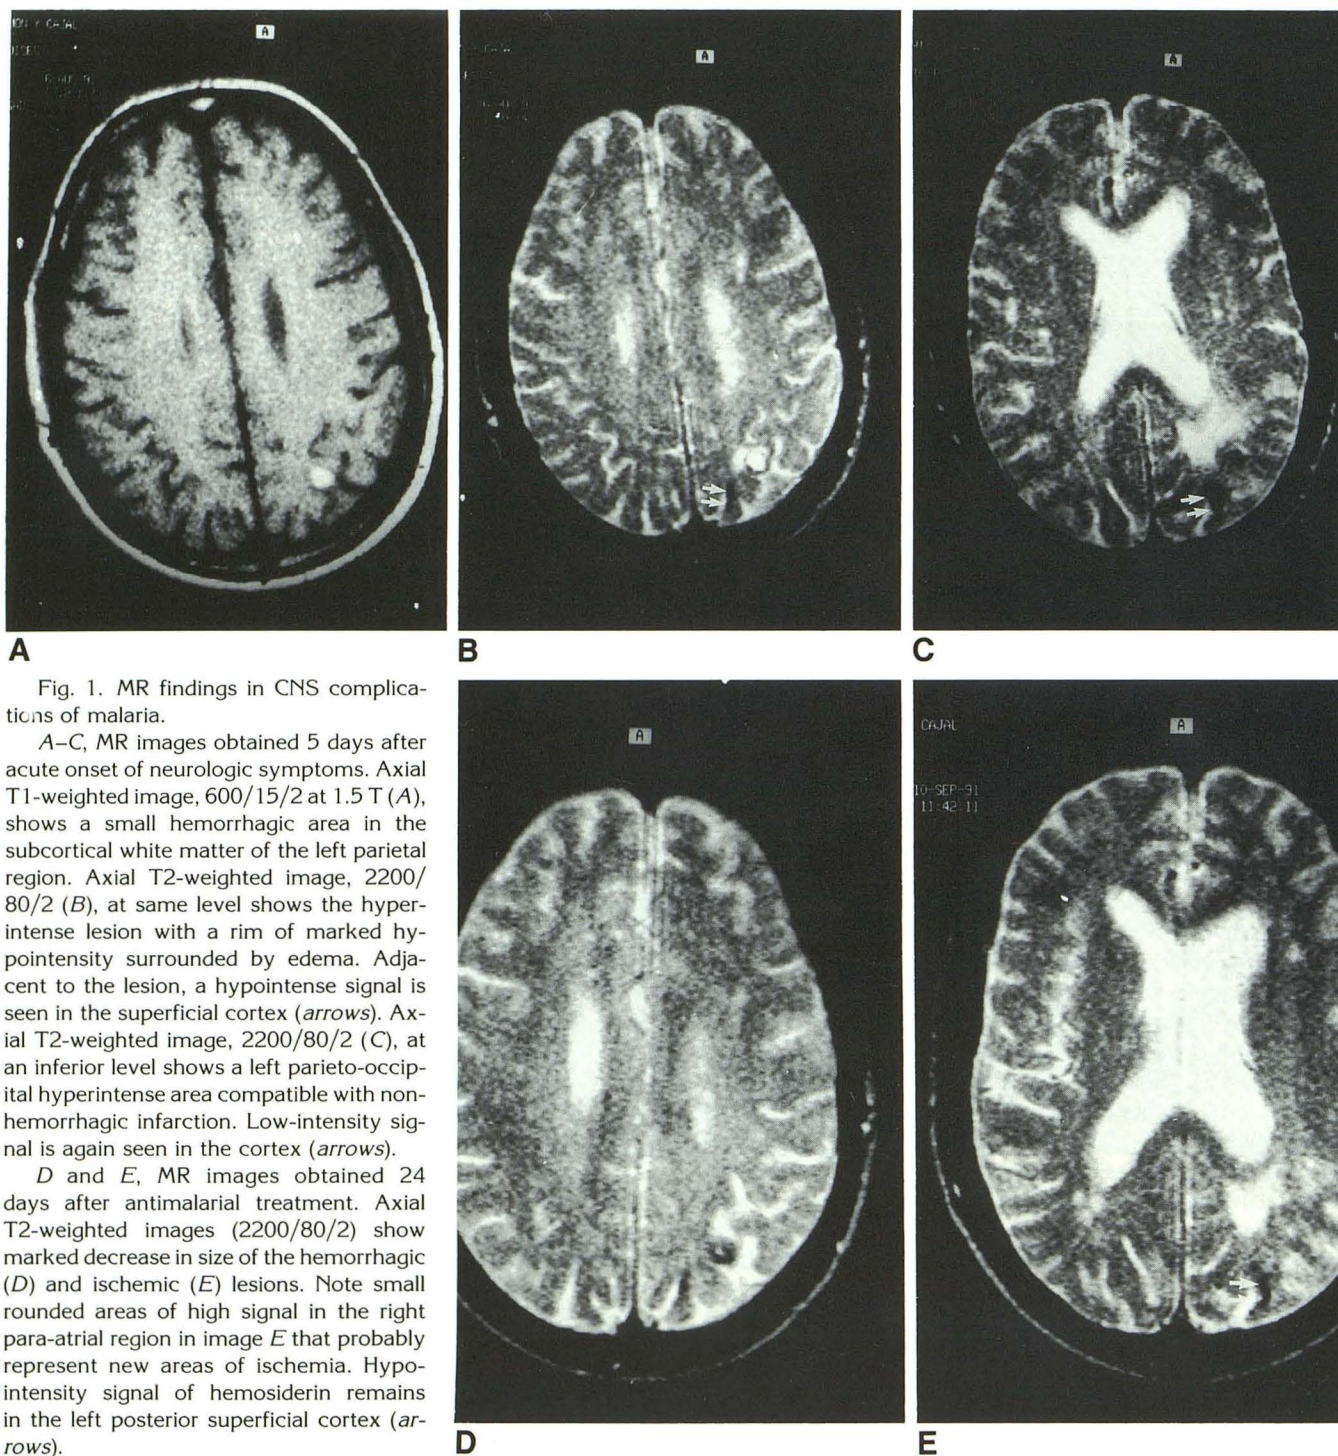 A
A
A
A
B
C
Fig. 1. MR findings in CNS complica-
tions of malaria.
A–C, MR images obtained 5 days after
acute onset of neurologic symptoms. Axial
T1-weighted image, 600/15/2 at 1.5 T (A),
shows a small hemorrhagic area in the
subcortical white matter of the left parietal
region. Axial T2-weighted image, 2200/
80/2 (B), at same level shows the hyper-
intense lesion with a rim of marked hy-
pointensity surrounded by edema. Adja-
cent to the lesion, a hypointense signal is
seen in the superficial cortex (arrows). Ax-
ial T2-weighted image, 2200/80/2 (C), at
an inferior level shows a left parieto-occip-
ital hyperintense area compatible with non-
hemorrhagic infarction. Low-intensity sig-
nal is again seen in the cortex (arrows).
D and E, MR images obtained 24
days after antimalarial treatment. Axial
T2-weighted images (2200/80/2) show
marked decrease in size of the hemorrhagic
(D) and ischemic (E) lesions. Note small
rounded areas of high signal in the right
para-atrial region in image E that probably
represent new areas of ischemia. Hypo-
intensity signal of hemosiderin remains
in the left posterior superficial cortex (ar-
rows).
A
A
CAJAL
10-SEP-91
11:42:11
D
E